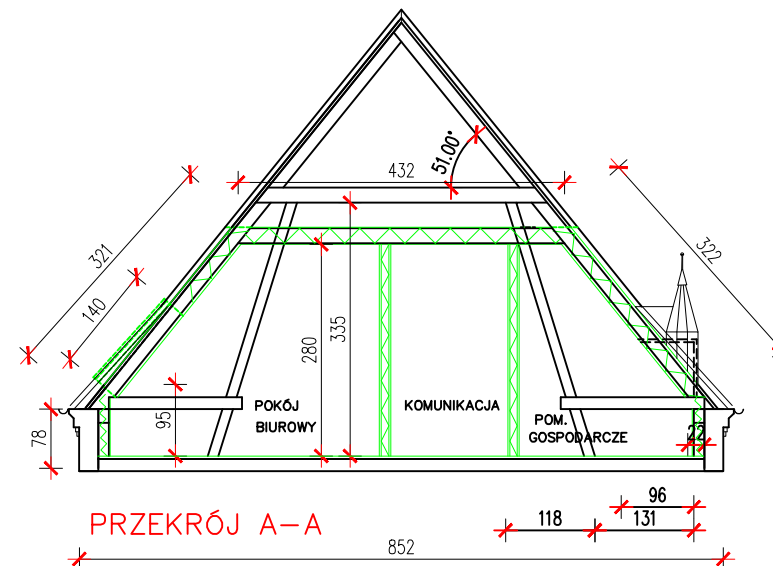 432
51.00°
321
322
140
335
280
95
78
POKÓJ
BIUROWY
KOMUNIKACJA
POM.
GOSPODARCZE
22
96
118
131
PRZEKRÓJ A-A
852